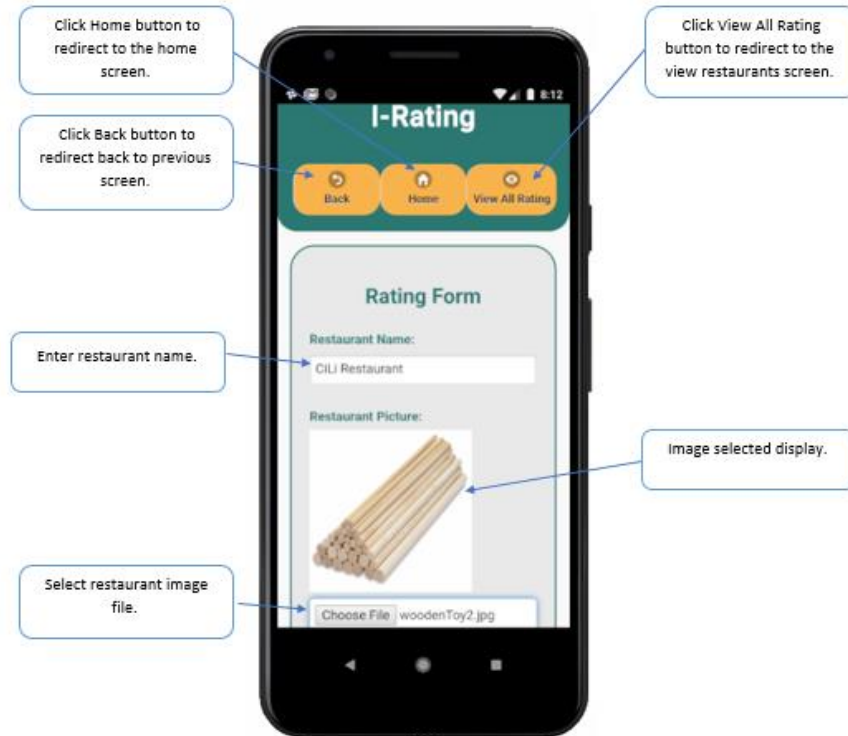 Click Home button to
redirect to the home
screen.
Click View All Rating
button to redirect to the
view restaurants screen.
Click Back button to
redirect back to previous
screen.
8:12
I-Rating
Back
Home
View All Rating
Rating Form
Restaurant Name:
Enter restaurant name.
CiLi Restaurant
Restaurant Picture:
Image selected display.
Select restaurant image
file.
Choose File woodenToy2.jpg